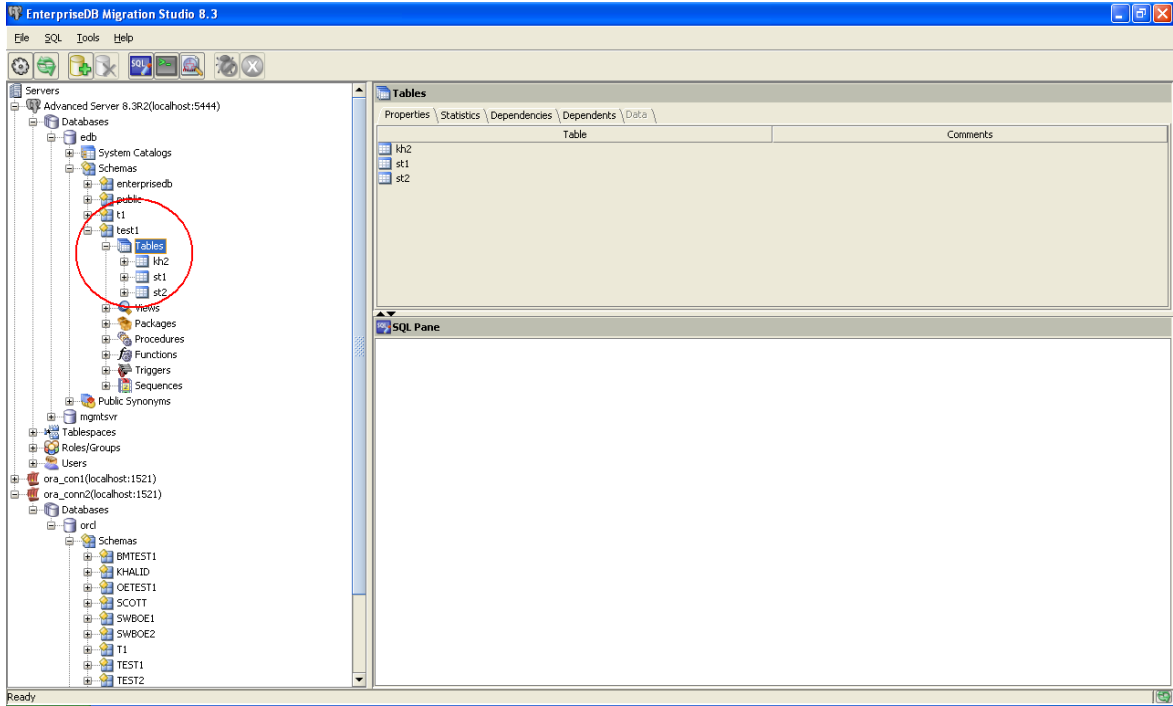 EnterpriseDB Migration Studio 8.3
File SQL Tools Help
Servers
Advanced Server 8.3R2(localhost:5444)
Databases
edb
System Catalogs
Schemas
enterprisedb
public
t1
test1
Tables
kh2
st1
st2
Views
Packages
Procedures
Functions
Triggers
Sequences
Public Synonyms
mgmtsvr
Tablespaces
Roles/Groups
Users
ora_con1(localhost:1521)
ora_conn2(localhost:1521)
Databases
orcl
Schemas
BMTEST1
KHALID
OETEST1
SCOTT
SWBOE1
SWBOE2
T1
TEST1
TEST2
Tables
Properties Statistics Dependencies Dependents Data
Table Comments
kh2
st1
st2
SQL Pane
Ready